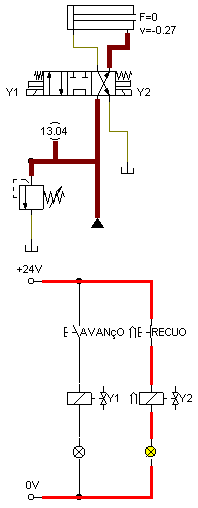 F=0
v=-0.27
Y1
Y2
13.04
+24V
AVANçO
RECUO
Y1
Y2
0V